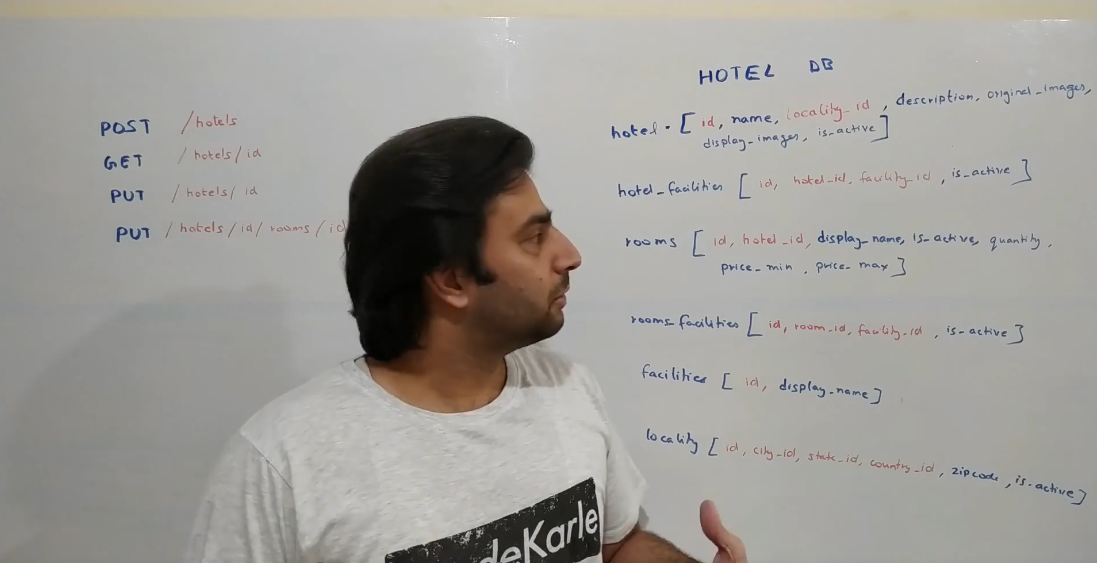 POST /hotels
GET /hotels/id
PUT /hotels/id
PUT /hotels/id/rooms/id
HOTEL DB
hotel - [ id, name, locality_id, description, original_images,
display_images, is_active ]
hotel_facilities [ id, hotel_id, facility_id, is_active ]
rooms [ id, hotel_id, display_name, is_active, quantity,
price_min, price_max ]
rooms_facilities [ id, room_id, facility_id, is_active ]
facilities [ id, display_name ]
locality [ id, city_id, state_id, country_id, zipcode, is_active ]
deKarle